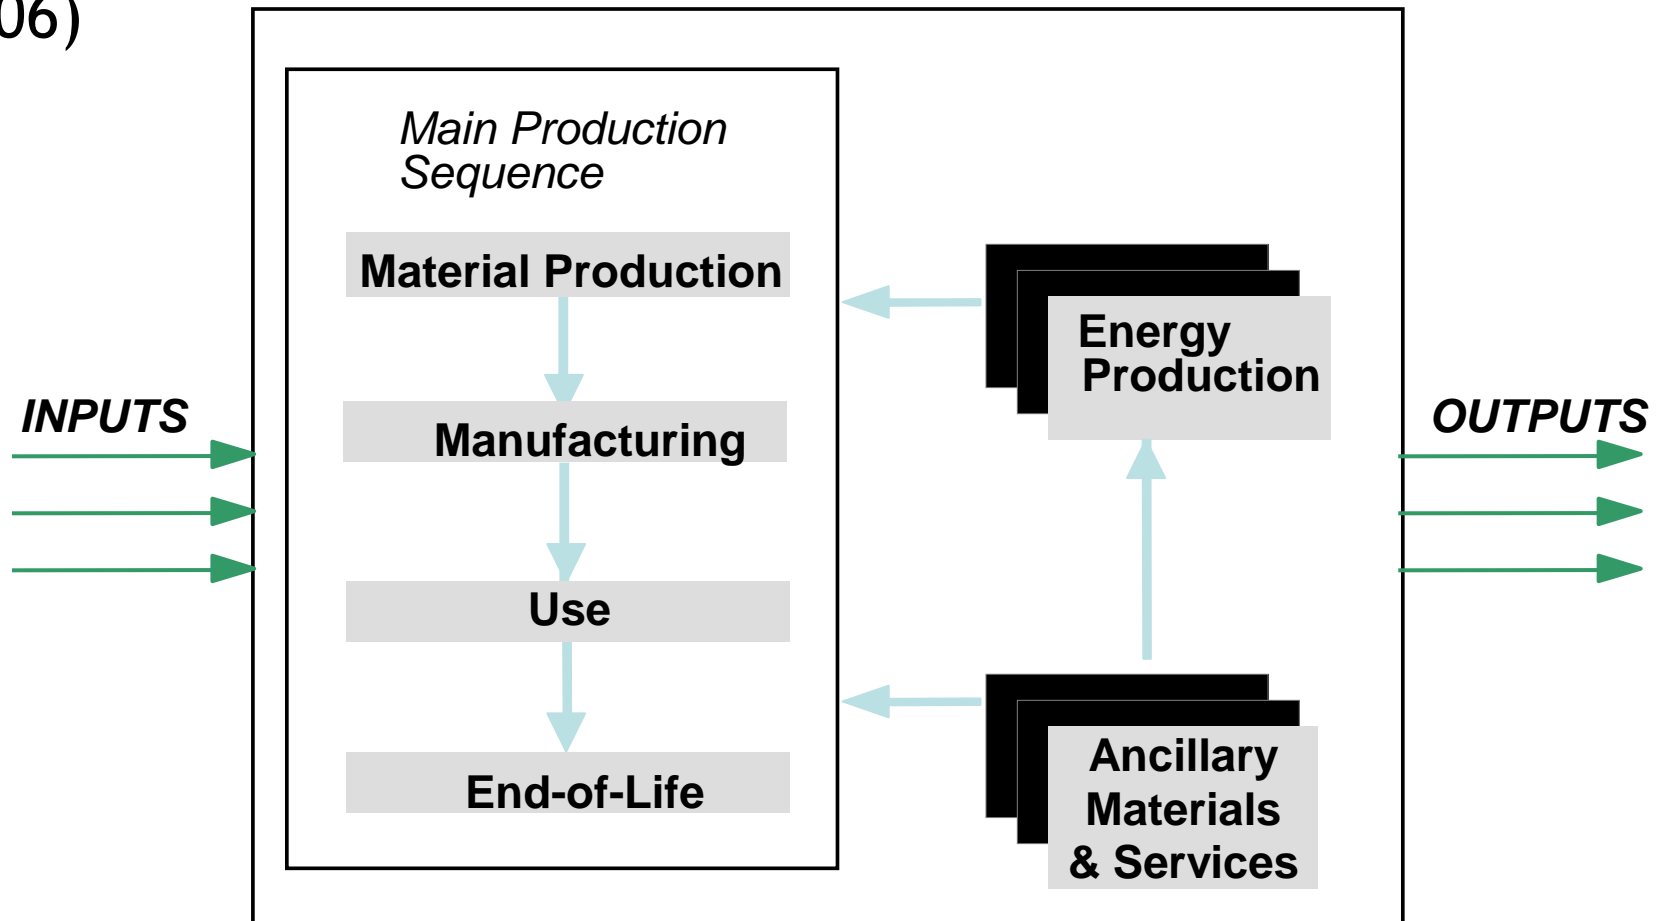 06)
Main Production
Sequence
Material Production
Manufacturing
Use
End-of-Life
INPUTS
Energy
Production
Ancillary
Materials
& Services
OUTPUTS